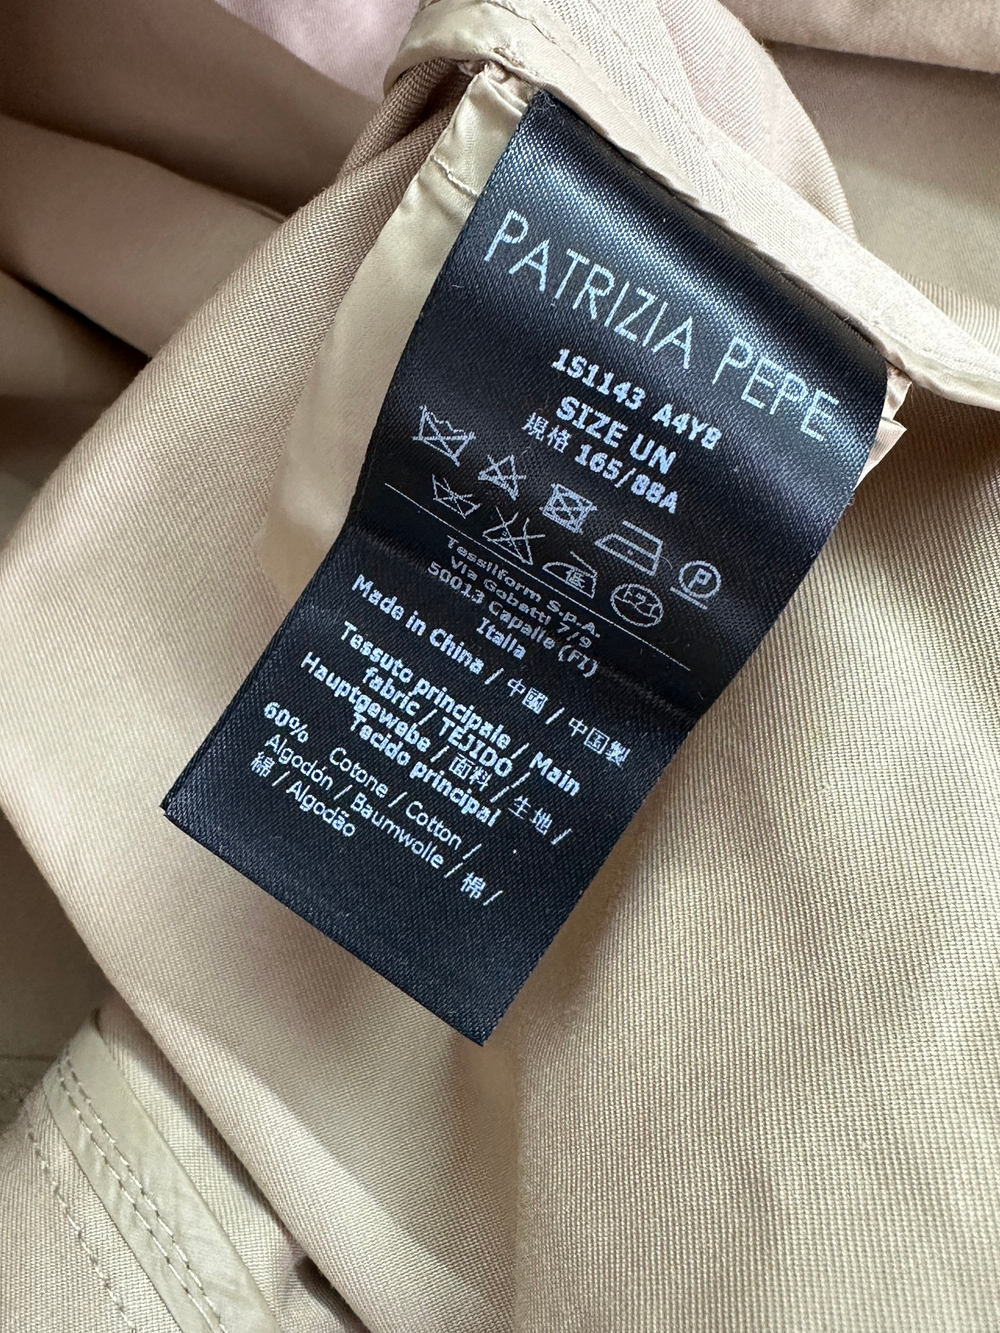 PATRIZIA PEPE
1S1143 A4Y8
SIZE UN
規格 165/88A
P
Tessilform S.p.A.
Via Gobetti 7/9
50013 Capalle (FI)
Italia
Made in China / 中國 / 中国製
Tessuto principale / Main
fabric / TEJIDO /
Hauptgewebe / 面料 / 生地 /
Tecido principal
60% Cotone / Cotton /
Algodón / Baumwolle / 棉 /
綿 / Algodão